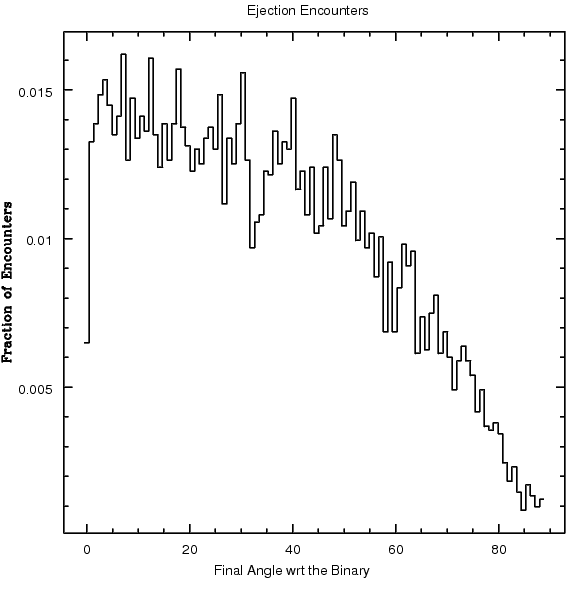 Ejection Encounters
0.015
0.01
0.005
Fraction of Encounters
0 20 40 60 80
Final Angle wrt the Binary